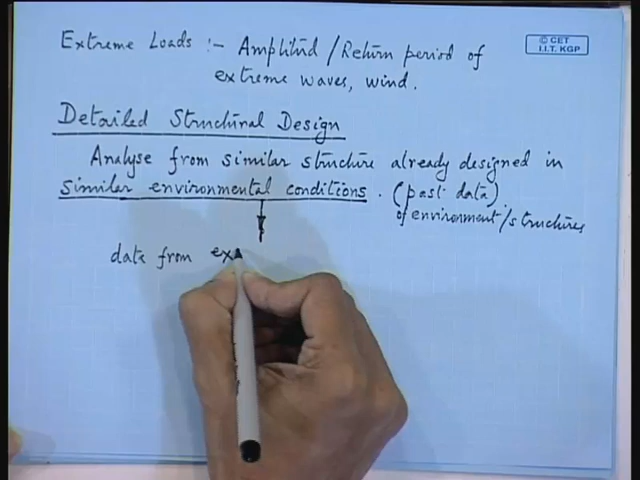 Extreme Loads :- Amplitud / Return period of
extreme waves, wind.
© CET
I.I.T. KGP
Detailed Structural Design
Analyse from similar structure already designed in
similar environmental conditions. (past data)
of environment/structures
data from ex